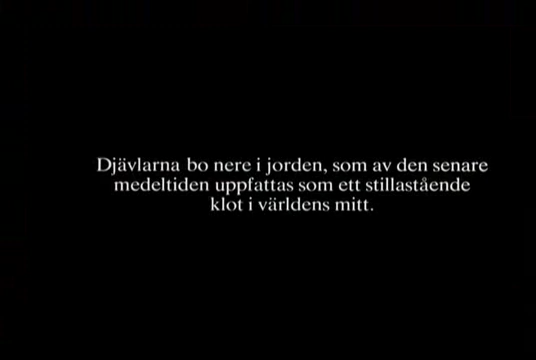 Djävlarna bo nere i jorden, som av den senare
medeltiden uppfattas som ett stillastående
klot i världens mitt.